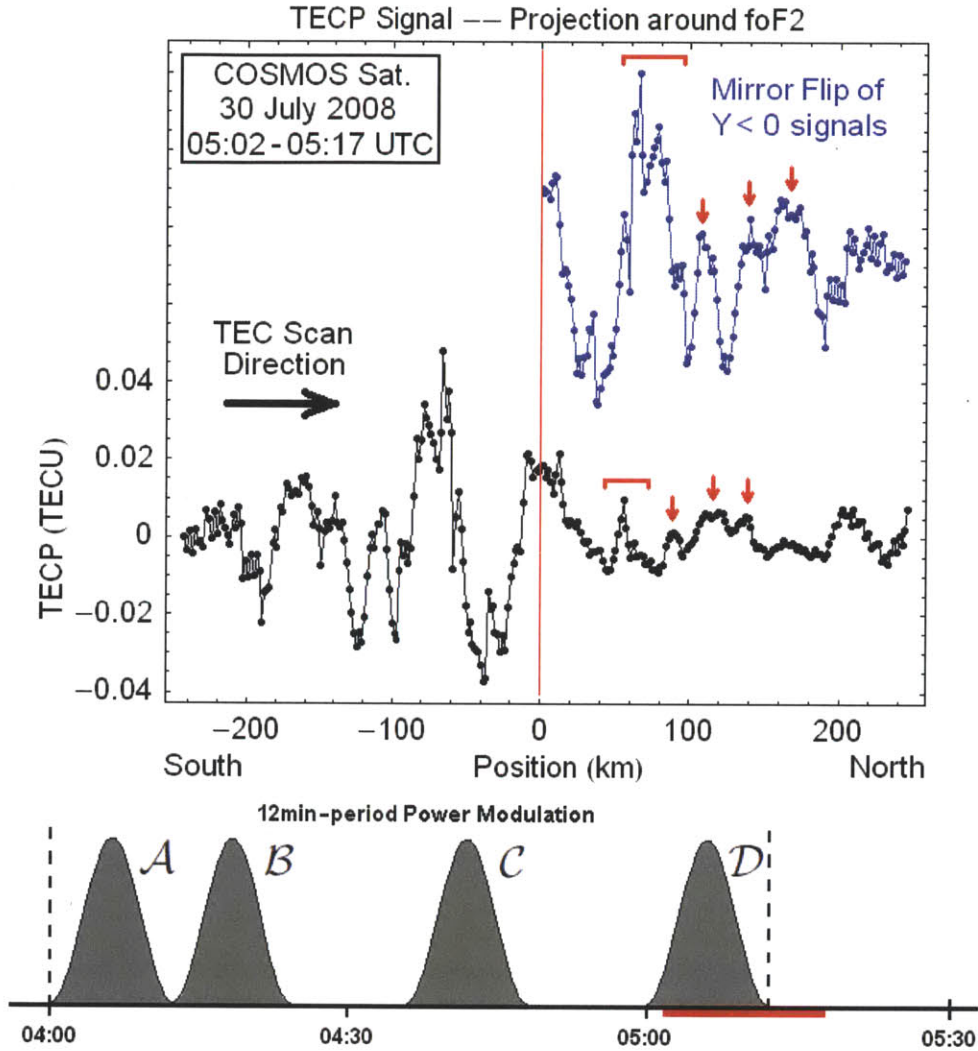 TECP Signal –– Projection around foF2
COSMOS Sat.
30 July 2008
05:02-05:17 UTC
Mirror Flip of
Y< 0 signals
TEC Scan
Direction
TECP (TECU)
0.04
0.02
0
−0.02
−0.04
−200
−100
0
100
200
South
Position (km)
North
12min-period Power Modulation
A
B
C
D
04:00
04:30
05:00
05:30